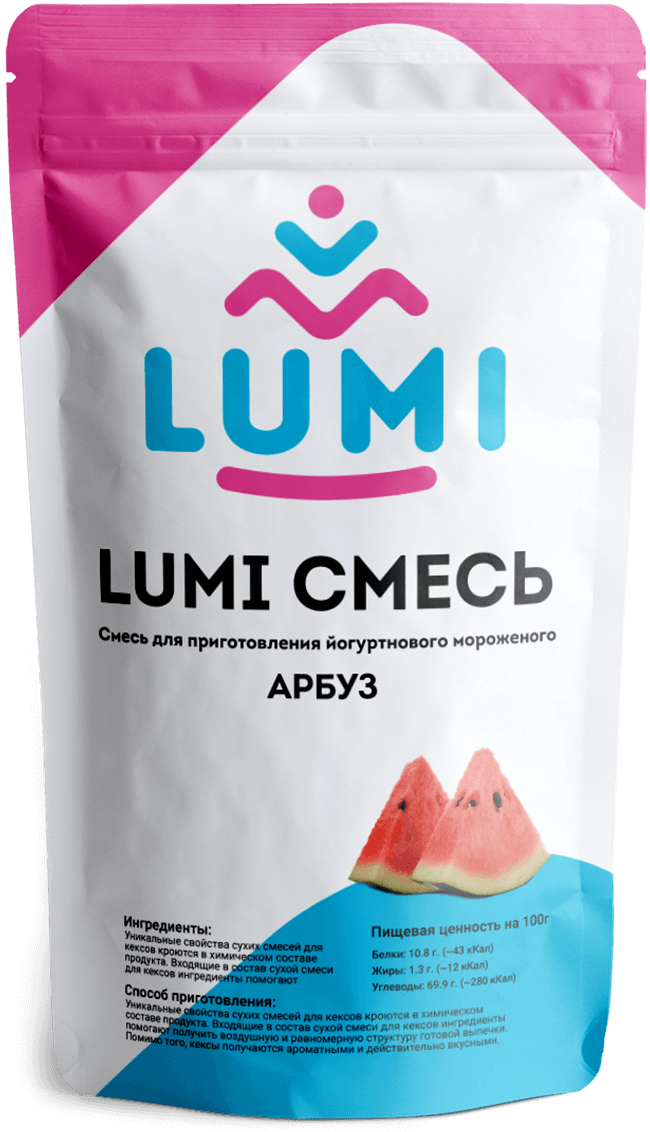 LUMI
LUMI СМЕСЬ
Смесь для приготовления йогуртнового мороженого
АРБУЗ
Ингредиенты:
Уникальные свойства сухих смесей для
кексов кроются в химическом составе
продукта. Входящие в состав сухой смеси
для кексов ингредиенты помогают
Пищевая ценность на 100г
Белки: 10.8 г. (~43 кКал)
Жиры: 1.3 г. (~12 кКал)
Углеводы: 69.9 г. (~280 кКал)
Способ приготовления:
Уникальные свойства сухих смесей для кексов кроются в химическом
составе продукта. Входящие в состав сухой смеси для кексов ингредиенты
помогают получить воздушную и равномерную структуру готовой выпечки.
Помимо того, кексы получаются ароматными и действительно вкусными.